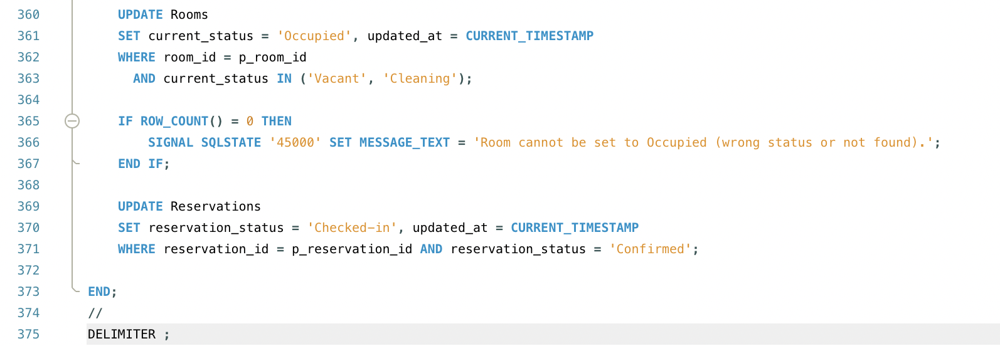 360 UPDATE Rooms
361 SET current_status = 'Occupied', updated_at = CURRENT_TIMESTAMP
362 WHERE room_id = p_room_id
363 AND current_status IN ('Vacant', 'Cleaning');
364
365 IF ROW_COUNT() = 0 THEN
366 SIGNAL SQLSTATE '45000' SET MESSAGE_TEXT = 'Room cannot be set to Occupied (wrong status or not found).';
367 END IF;
368
369 UPDATE Reservations
370 SET reservation_status = 'Checked-in', updated_at = CURRENT_TIMESTAMP
371 WHERE reservation_id = p_reservation_id AND reservation_status = 'Confirmed';
372
373 END;
374 //
375 DELIMITER ;